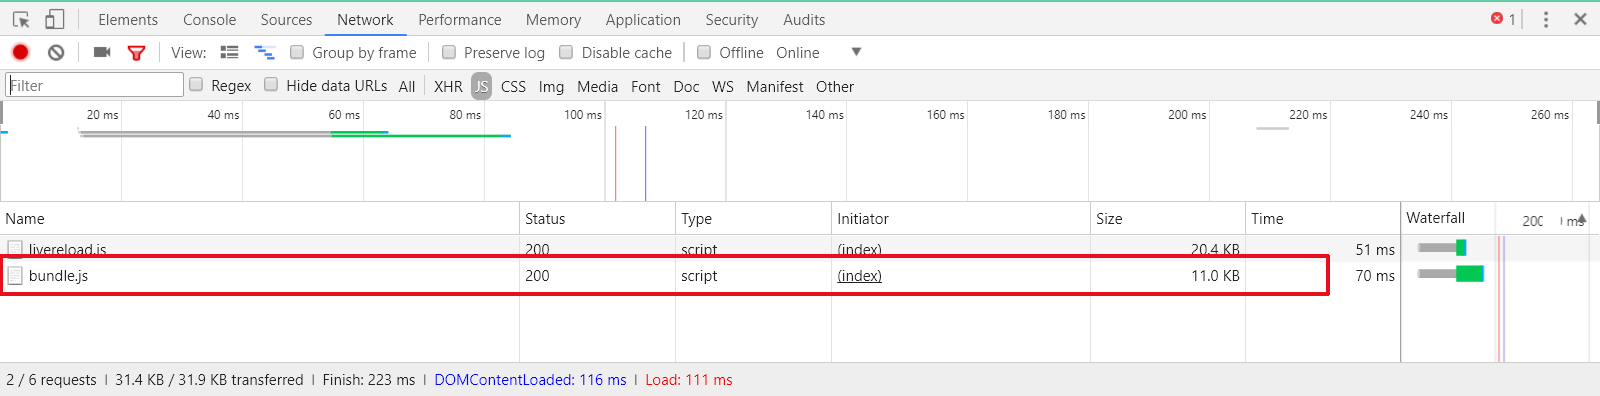 Elements Console Sources Network Performance Memory Application Security Audits 1
View: Group by frame Preserve log Disable cache Offline Online
Filter Regex Hide data URLs All XHR JS CSS Img Media Font Doc WS Manifest Other
20 ms 40 ms 60 ms 80 ms 100 ms 120 ms 140 ms 160 ms 180 ms 200 ms 220 ms 240 ms 260 ms
Name Status Type Initiator Size Time Waterfall 200 ms
livereload.js 200 script (index) 20.4 KB 51 ms
bundle.js 200 script (index) 11.0 KB 70 ms
2 / 6 requests | 31.4 KB / 31.9 KB transferred | Finish: 223 ms | DOMContentLoaded: 116 ms | Load: 111 ms